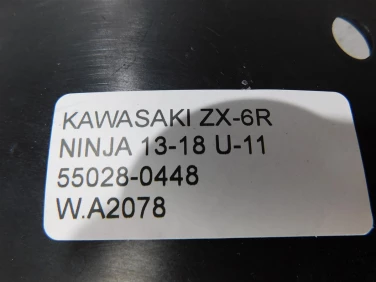 KAWASAKI ZX-6R
NINJA 13-18 U-11
55028-0448
W.A2078